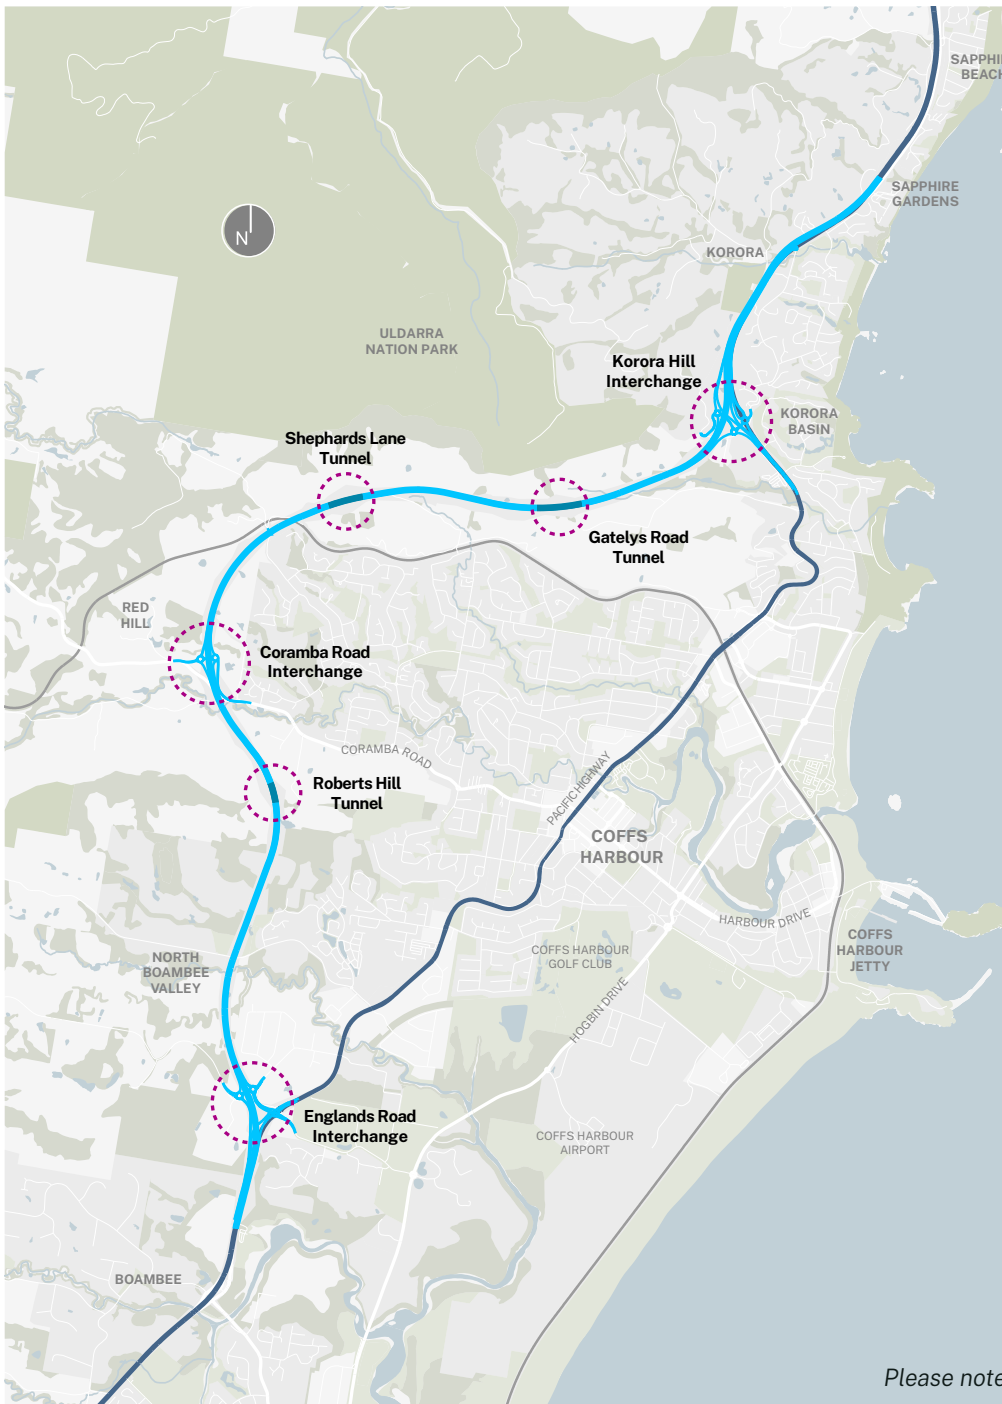 SAPPHI
BEACH
SAPPHIRE
GARDENS
N
KORORA
ULDARRA
NATION PARK
Korora Hill
Interchange
KORORA
BASIN
Shephards Lane
Tunnel
Gatelys Road
Tunnel
RED
HILL
Coramba Road
Interchange
CORAMBA ROAD
PACIFIC HIGHWAY
Roberts Hill
Tunnel
COFFS
HARBOUR
HARBOUR DRIVE
COFFS
HARBOUR
JETTY
COFFS HARBOUR
GOLF CLUB
NORTH
BOAMBEE
VALLEY
HOGBIN DRIVE
Englands Road
Interchange
COFFS HARBOUR
AIRPORT
BOAMBEE
Please note